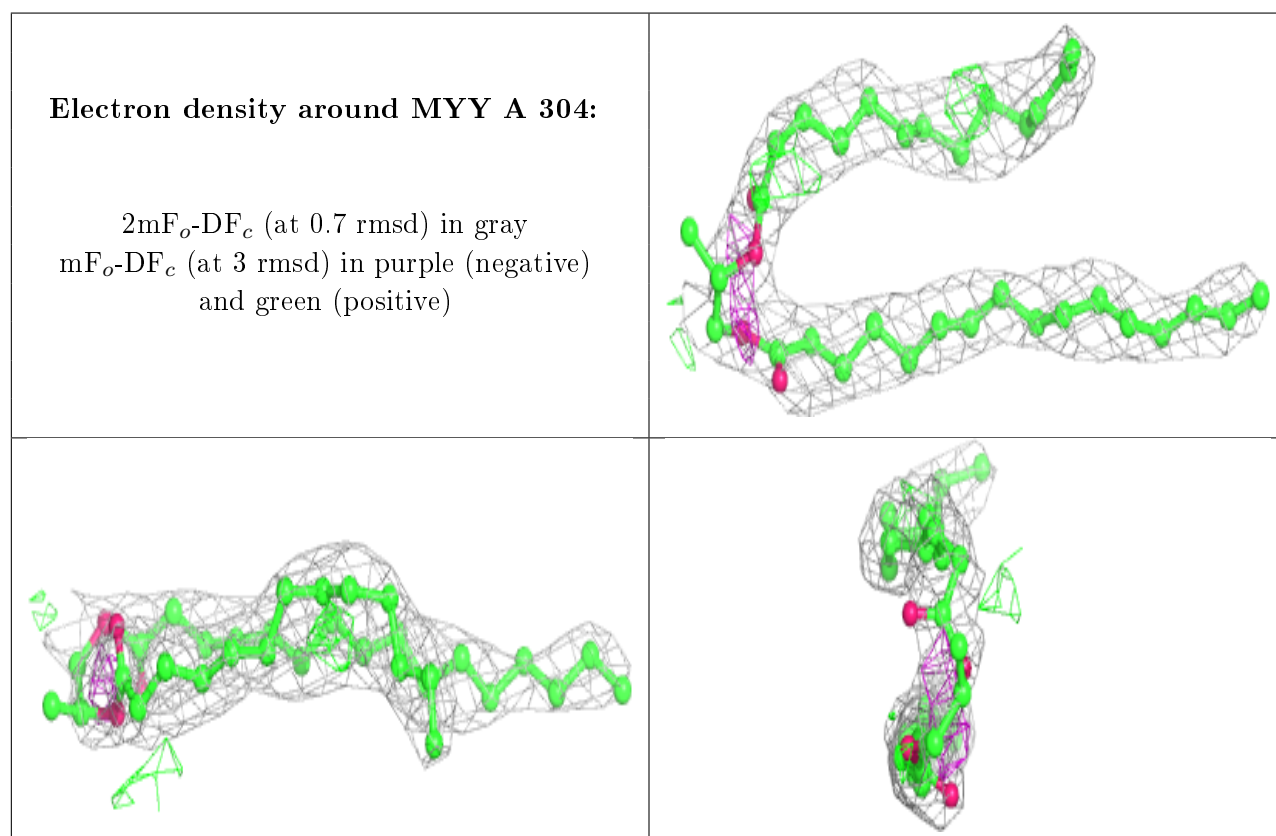 Electron density around MYY A 304:
2mFo-DFc (at 0.7 rmsd) in gray
mFo-DFc (at 3 rmsd) in purple (negative)
and green (positive)